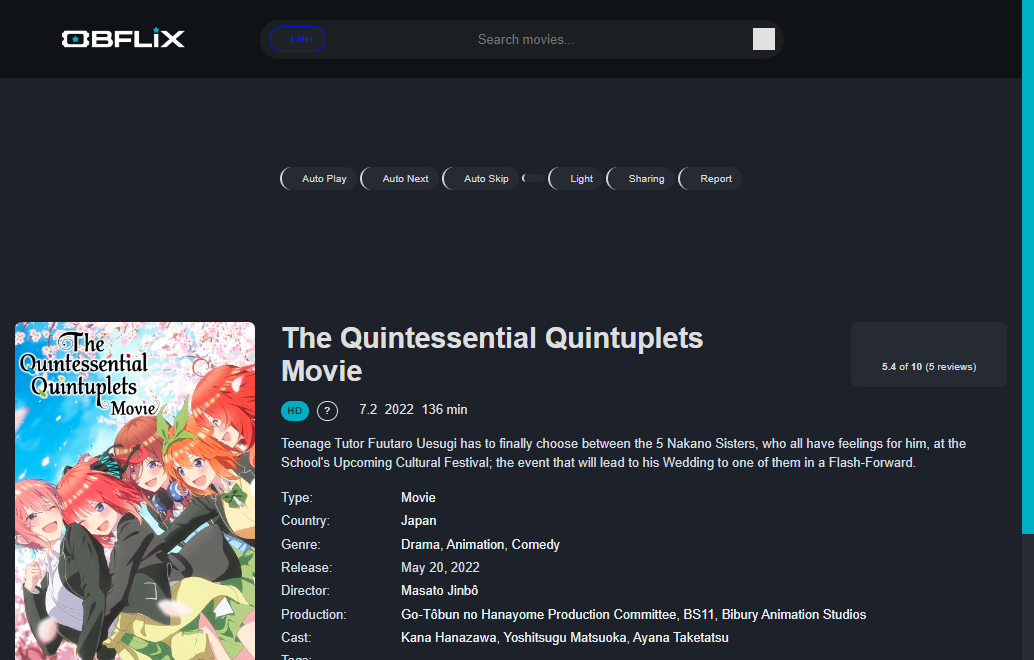 OBFLiX
Filter
Search movies...
Auto Play
Auto Next
Auto Skip
Light
Sharing
Report
The
Quintessential
Quintuplets
Movie
The Quintessential Quintuplets
Movie
5.4 of 10 (5 reviews)
HD ? 7.2 2022 136 min
Teenage Tutor Fuutaro Uesugi has to finally choose between the 5 Nakano Sisters, who all have feelings for him, at the
School's Upcoming Cultural Festival; the event that will lead to his Wedding to one of them in a Flash-Forward.
Type: Movie
Country: Japan
Genre: Drama, Animation, Comedy
Release: May 20, 2022
Director: Masato Jinbô
Production: Go-Tôbun no Hanayome Production Committee, BS11, Bibury Animation Studios
Cast: Kana Hanazawa, Yoshitsugu Matsuoka, Ayana Taketatsu
Tags: